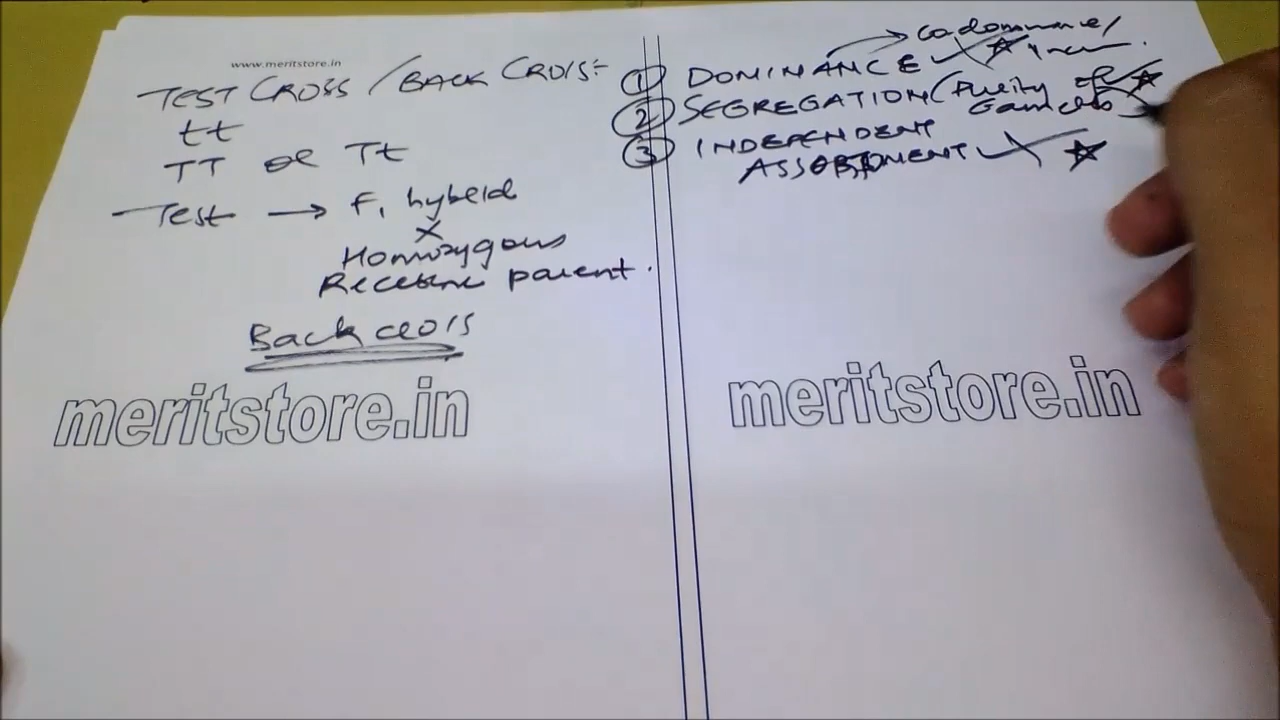 www.meritstore.in
TEST CROSS / BACK CROSS:-
tt
TT or Tt
Test → F1 hybrid
×
Homozygous
Recessive parent.
Back cross
meritstore.in
codominance/
① DOMINANCE
② SEGREGATION (Purity of
Gametes
③ INDEPENDENT
ASSORTMENT
meritstore.in